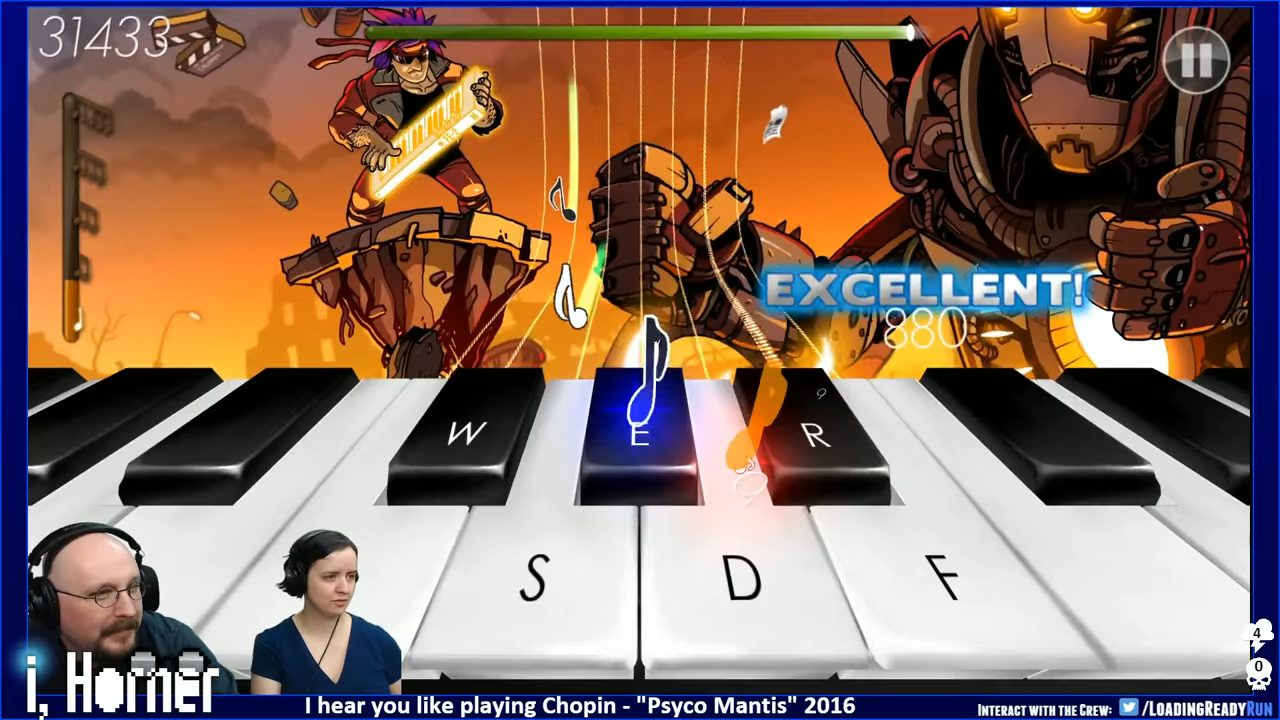 31433
EXCELLENT!
880
9
W
E
R
S
D
F
4
0
i, Horner
I hear you like playing Chopin - "Psyco Mantis" 2016
INTERACT WITH THE CREW: /LOADINGREADYRUN